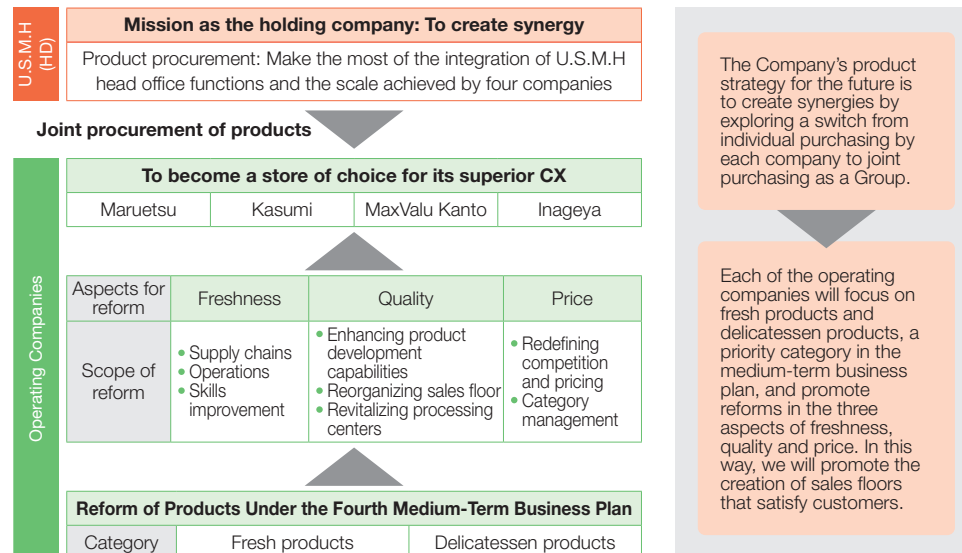 U.S.M.H
(HD)
Mission as the holding company: To create synergy
Product procurement: Make the most of the integration of U.S.M.H
head office functions and the scale achieved by four companies
Joint procurement of products
Operating Companies
To become a store of choice for its superior CX
Maruetsu
Kasumi
MaxValu Kanto
Inageya
Aspects for
reform
Freshness
Quality
Price
Scope of
reform
• Supply chains
• Operations
• Skills
improvement
• Enhancing product
development
capabilities
• Reorganizing sales floor
• Revitalizing processing
centers
• Redefining
competition
and pricing
• Category
management
Reform of Products Under the Fourth Medium-Term Business Plan
Category
Fresh products
Delicatessen products
The Company's product
strategy for the future is
to create synergies by
exploring a switch from
individual purchasing by
each company to joint
purchasing as a Group.
Each of the operating
companies will focus on
fresh products and
delicatessen products, a
priority category in the
medium-term business
plan, and promote
reforms in the three
aspects of freshness,
quality and price. In this
way, we will promote the
creation of sales floors
that satisfy customers.